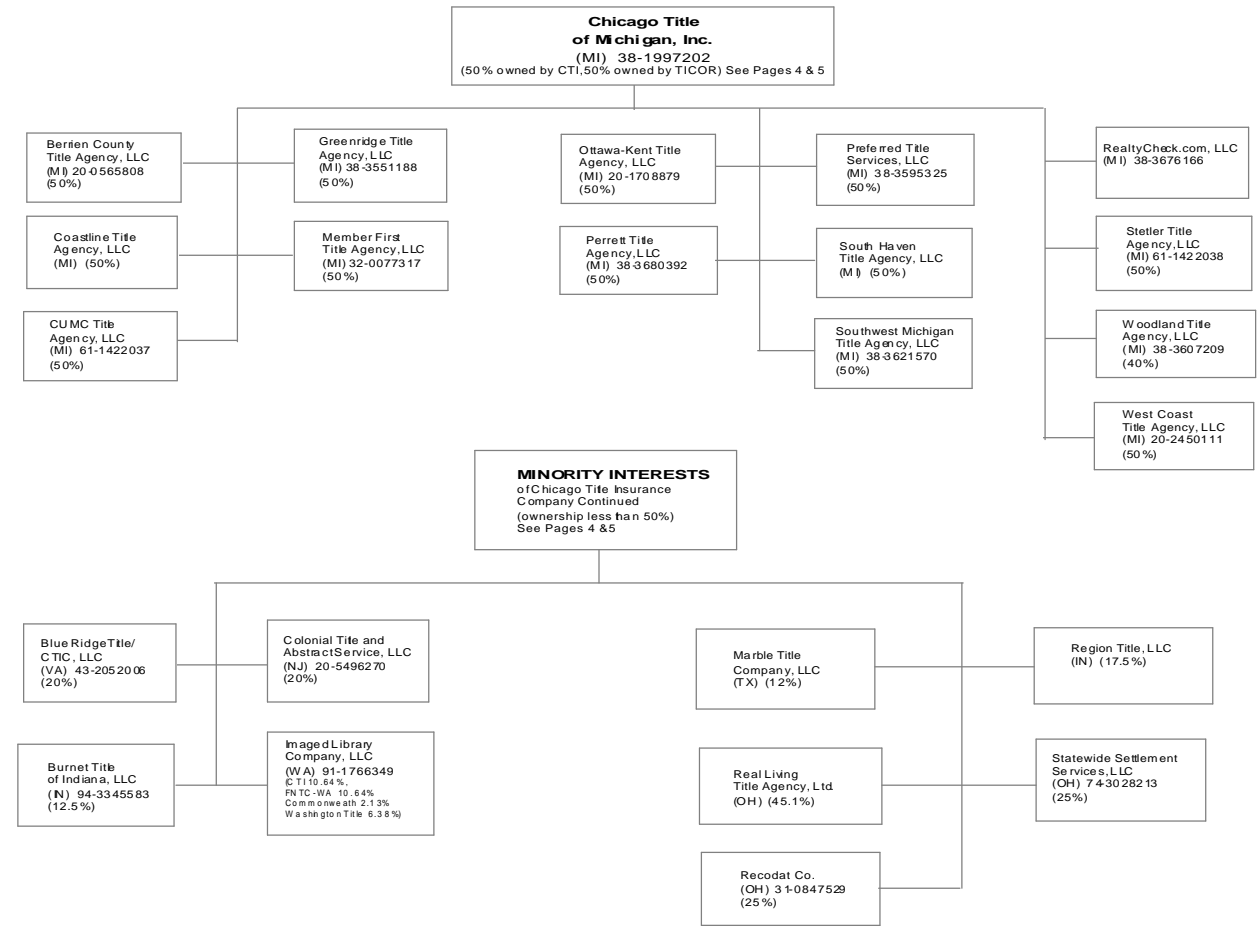 Chicago Title
of Michigan, Inc.
(MI) 38-1997202
(50% owned by CTI,50% owned by TICOR) See Pages 4 & 5
Berrien County
Title Agency, LLC
(MI) 20-0565808
(50%)
Greenridge Title
Agency, LLC
(MI) 38-3551188
(50%)
Ottawa-Kent Title
Agency, LLC
(MI) 20-1708879
(50%)
Preferred Title
Services, LLC
(MI) 38-3595325
(50%)
RealtyCheck.com, LLC
(MI) 38-3676166
Coastline Title
Agency, LLC
(MI) (50%)
Member First
Title Agency, LLC
(MI) 32-0077317
(50%)
Perrett Title
Agency,LLC
(MI) 38-3680392
(50%)
South Haven
Title Agency, LLC
(MI) (50%)
Stetler Title
Agency,LLC
(MI) 61-1422038
(50%)
CUMC Title
Agency, LLC
(MI) 61-1422037
(50%)
Southwest Michigan
Title Agency, LLC
(MI) 38-3621570
(50%)
Woodland Title
Agency, LLC
(MI) 38-3607209
(40%)
West Coast
Title Agency, LLC
(MI) 20-2450111
(50%)
MINORITY INTERESTS
of Chicago Title Insurance
Company Continued
(ownership less than 50%)
See Pages 4 &5
Blue Ridge Title/
CTIC, LLC
(VA) 43-2052006
(20%)
Colonial Title and
Abstract Service, LLC
(NJ) 20-5496270
(20%)
Marble Title
Company, LLC
(TX) (12%)
Region Title, LLC
(IN) (17.5%)
Burnet Title
of Indiana, LLC
(IN) 94-3345583
(12.5%)
Imaged Library
Company, LLC
(WA) 91-1766349
(CTI 10.64%,
FNTC-WA 10.64%
Commonweath 2.13%
Washington Title 6.38%)
Real Living
Title Agency, Ltd.
(OH) (45.1%)
Statewide Settlement
Services, LLC
(OH) 74-3028213
(25%)
Recodat Co.
(OH) 31-0847529
(25%)